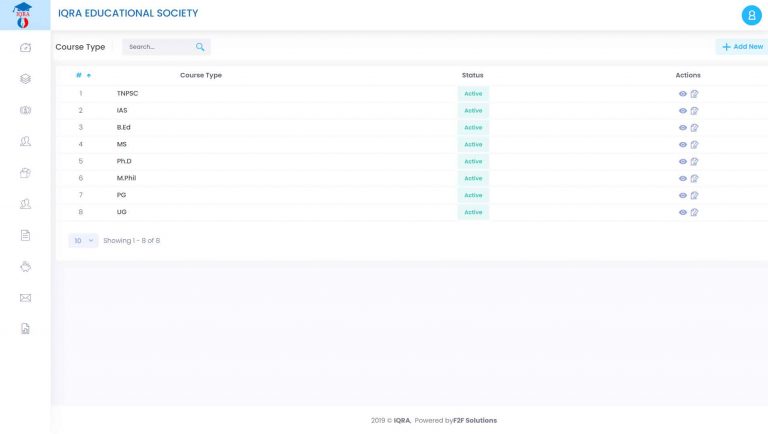 IQRA
IQRA EDUCATIONAL SOCIETY
Course Type
Search...
Add New
# Course Type Status Actions
1 TNPSC Active
2 IAS Active
3 B.Ed Active
4 MS Active
5 Ph.D Active
6 M.Phil Active
7 PG Active
8 UG Active
10 Showing 1 - 8 of 8
2019 © IQRA, Powered byF2F Solutions